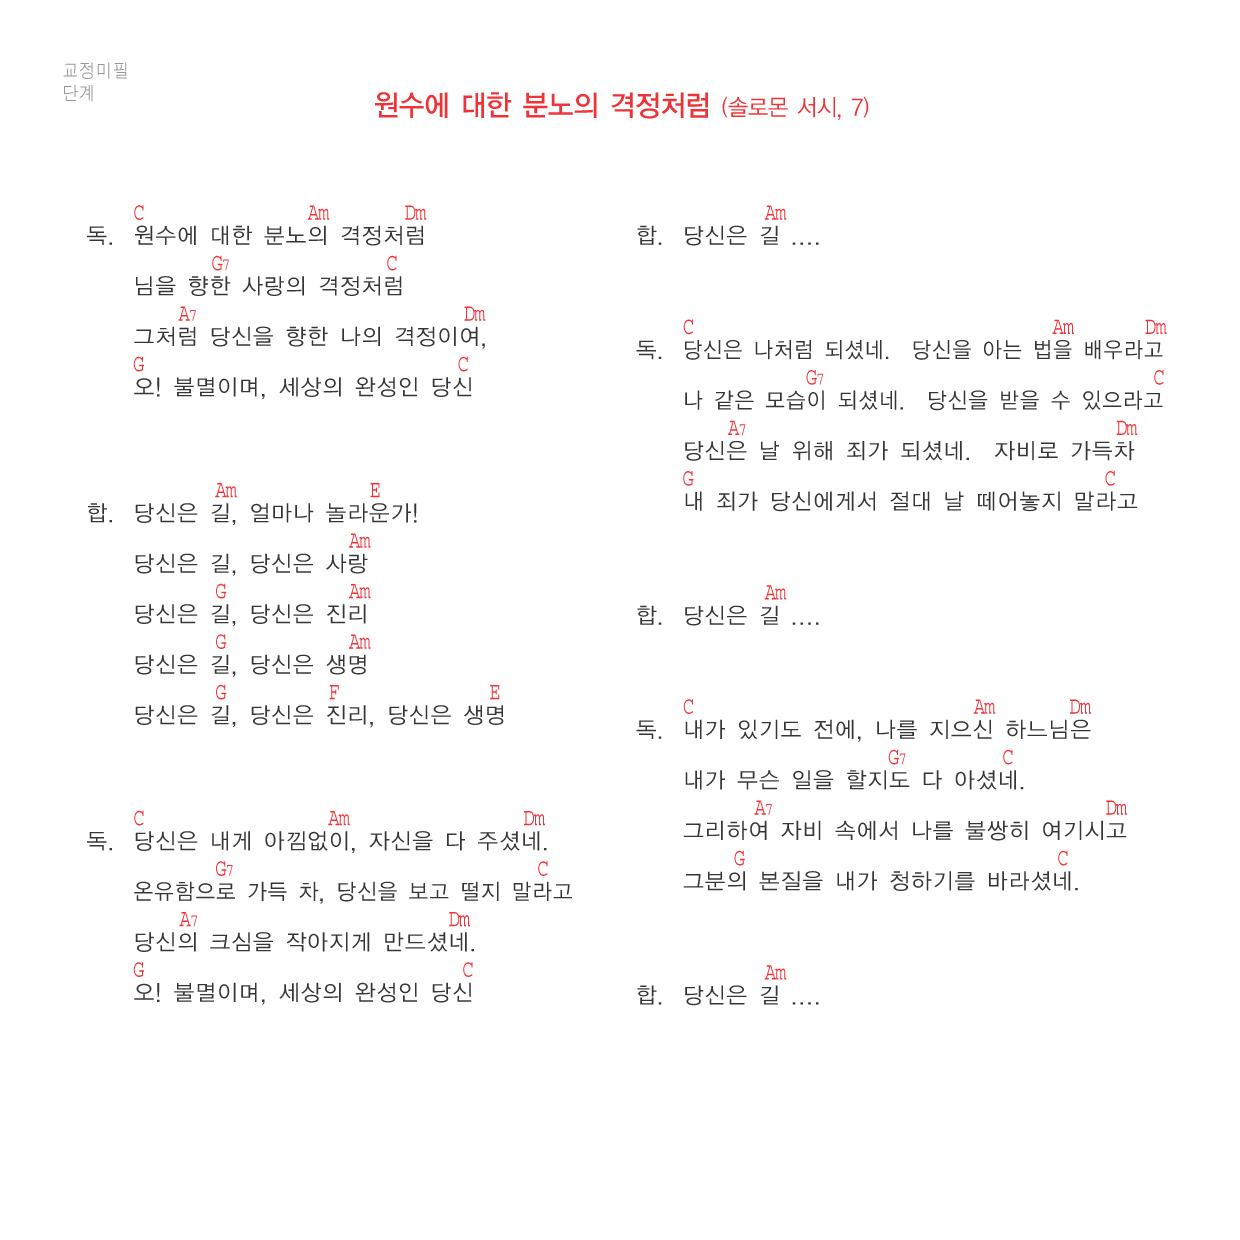 교정미필
단계
원수에 대한 분노의 격정처럼 (솔로몬 서시, 7)
C Am Dm
독. 원수에 대한 분노의 격정처럼
G7 C
님을 향한 사랑의 격정처럼
A7 Dm
그처럼 당신을 향한 나의 격정이여,
G C
오! 불멸이며, 세상의 완성인 당신
Am E
합. 당신은 길, 얼마나 놀라운가!
Am
당신은 길, 당신은 사랑
G Am
당신은 길, 당신은 진리
G Am
당신은 길, 당신은 생명
G F E
당신은 길, 당신은 진리, 당신은 생명
C Am Dm
독. 당신은 내게 아낌없이, 자신을 다 주셨네.
G7 C
온유함으로 가득 차, 당신을 보고 떨지 말라고
A7 Dm
당신의 크심을 작아지게 만드셨네.
G C
오! 불멸이며, 세상의 완성인 당신
Am
합. 당신은 길 ....
C Am Dm
독. 당신은 나처럼 되셨네. 당신을 아는 법을 배우라고
G7 C
나 같은 모습이 되셨네. 당신을 받을 수 있으라고
A7 Dm
당신은 날 위해 죄가 되셨네. 자비로 가득차
G C
내 죄가 당신에게서 절대 날 떼어놓지 말라고
Am
합. 당신은 길 ....
C Am Dm
독. 내가 있기도 전에, 나를 지으신 하느님은
G7 C
내가 무슨 일을 할지도 다 아셨네.
A7 Dm
그리하여 자비 속에서 나를 불쌍히 여기시고
G C
그분의 본질을 내가 청하기를 바라셨네.
Am
합. 당신은 길 ....